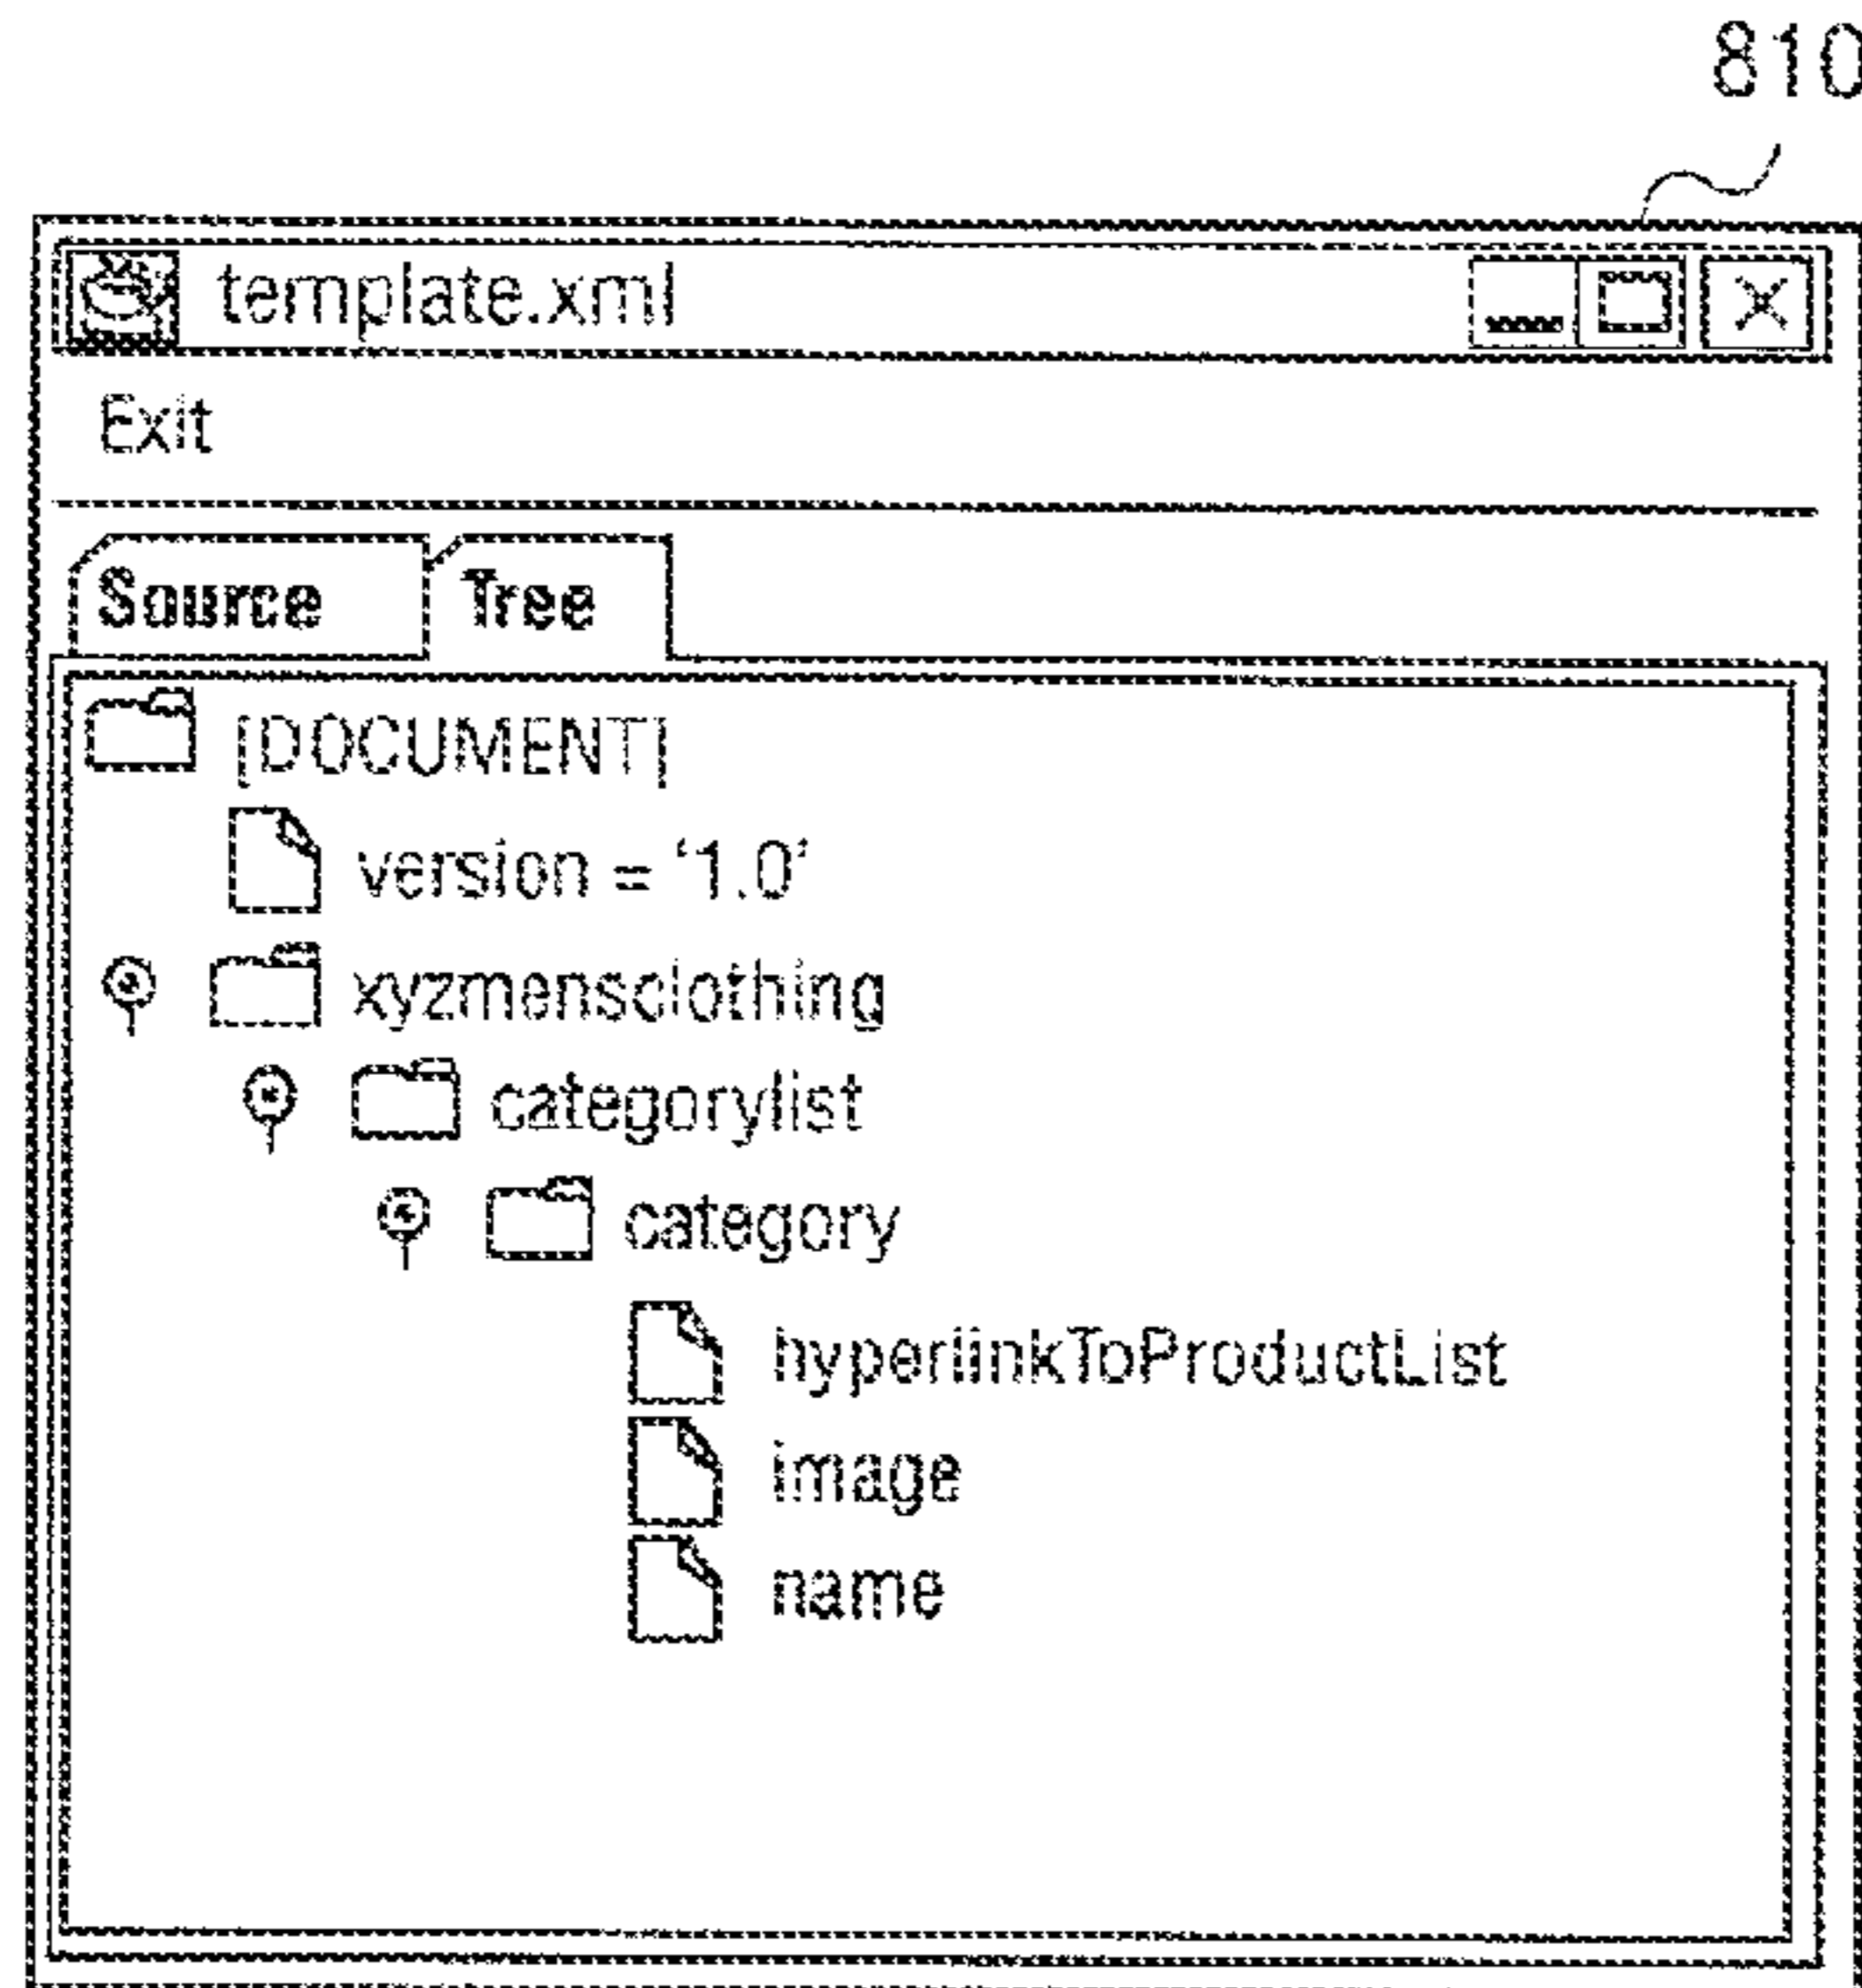 810
template.xml
Exit
Source Tree
[DOCUMENT]
version = ‘1.0’
xyzmensclothing
categorylist
category
hyperlinkToProductList
image
name